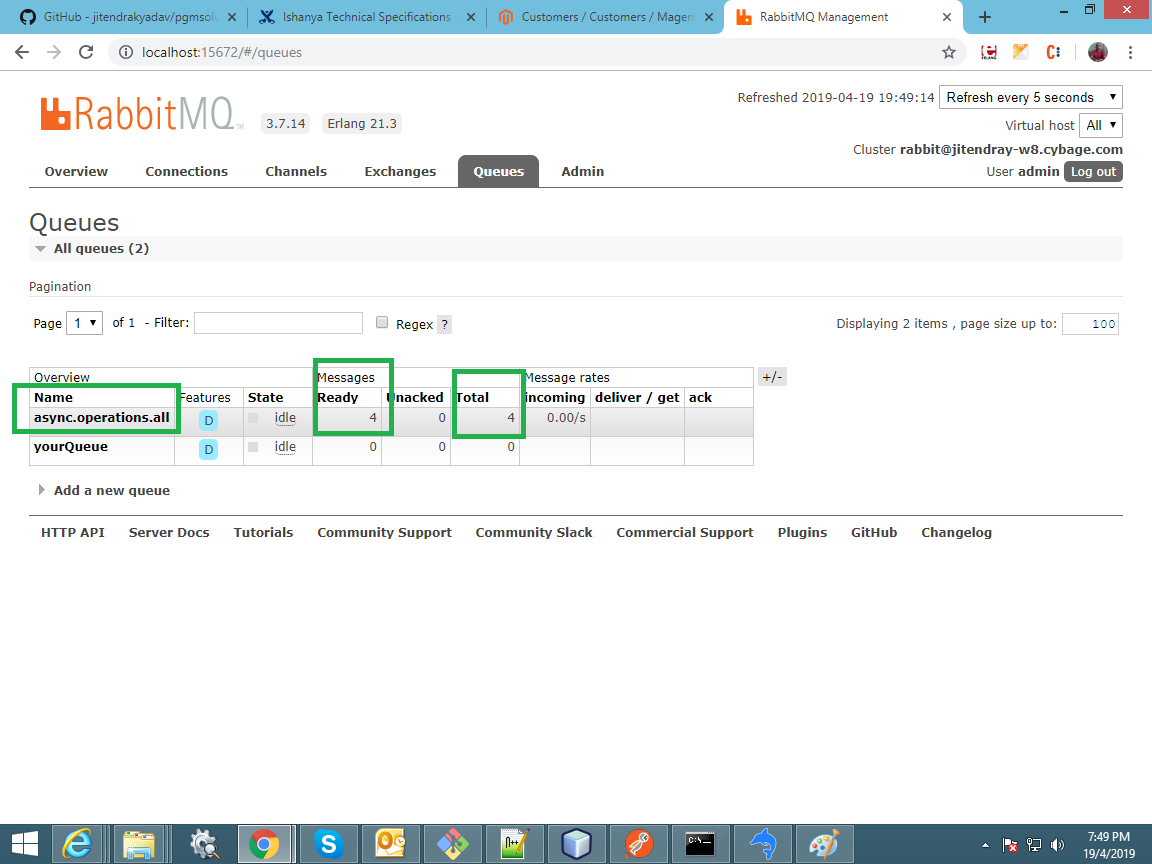 GitHub - jitendrakyadav/pgmsolu
Ishanya Technical Specifications -
Customers / Customers / Magen
RabbitMQ Management
localhost:15672/#/queues
RabbitMQ TM
3.7.14
Erlang 21.3
Refreshed 2019-04-19 19:49:14 Refresh every 5 seconds
Virtual host All
Cluster rabbit@jitendray-w8.cybage.com
User admin Log out
Overview Connections Channels Exchanges Queues Admin
Queues
All queues (2)
Pagination
Page 1 of 1 - Filter: Regex ?
Displaying 2 items , page size up to: 100
Overview Messages Message rates +/-
Name Features State Ready Unacked Total incoming deliver / get ack
async.operations.all D idle 4 0 4 0.00/s
yourQueue D idle 0 0 0
Add a new queue
HTTP API Server Docs Tutorials Community Support Community Slack Commercial Support Plugins GitHub Changelog
7:49 PM
19/4/2019